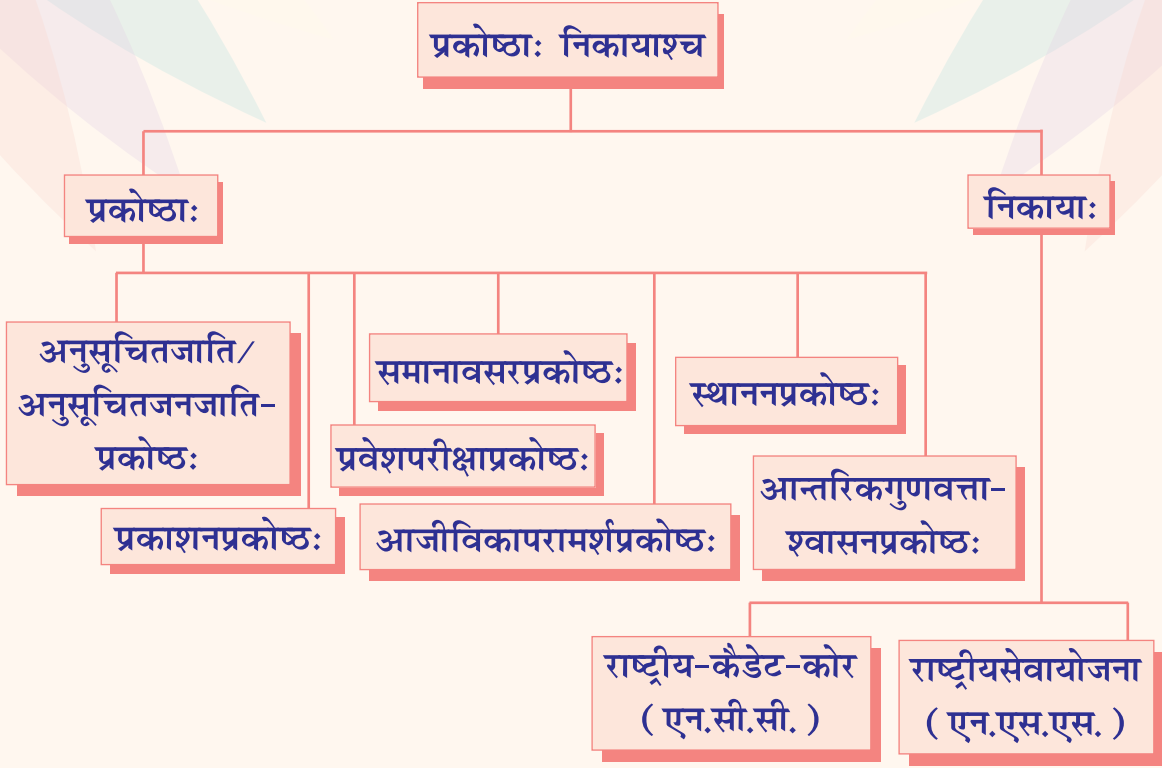 प्रकोष्ठाः निकायाश्च
प्रकोष्ठाः
निकायाः
अनुसूचितजाति/
अनुसूचितजनजाति-
प्रकोष्ठः
प्रकाशनप्रकोष्ठः
प्रवेशपरीक्षाप्रकोष्ठः
समानावसरप्रकोष्ठः
आजीविकापरामर्शप्रकोष्ठः
स्थाननप्रकोष्ठः
आन्तरिकगुणवत्ता-
श्वासनप्रकोष्ठः
राष्ट्रीय-कैडेट-कोर
(एन.सी.सी.)
राष्ट्रीयसेवायोजना
(एन.एस.एस.)